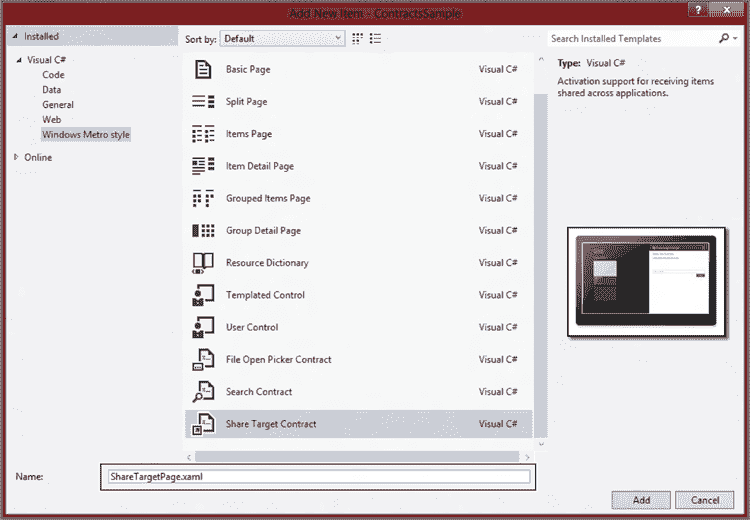 Add New Item - ContractsSample
Installed
Sort by: Default
Search Installed Templates
Visual C#
Code
Data
General
Web
Windows Metro style
Online
Basic Page Visual C#
Split Page Visual C#
Items Page Visual C#
Item Detail Page Visual C#
Grouped Items Page Visual C#
Group Detail Page Visual C#
Resource Dictionary Visual C#
Templated Control Visual C#
User Control Visual C#
File Open Picker Contract Visual C#
Search Contract Visual C#
Share Target Contract Visual C#
Type: Visual C#
Activation support for receiving items
shared across applications.
Name: ShareTargetPage.xaml
Add Cancel